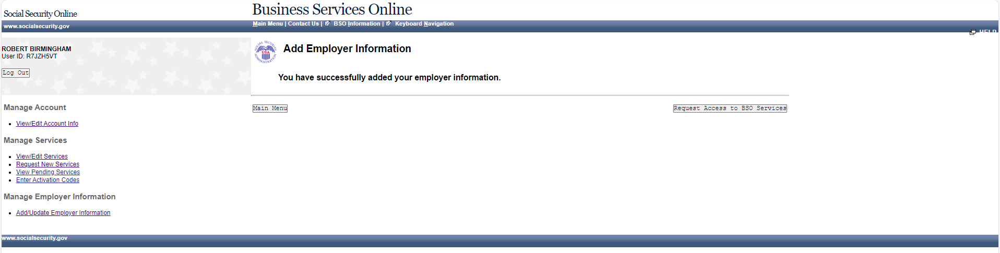 Social Security Online
Business Services Online
www.socialsecurity.gov
Main Menu | Contact Us | BSO Information | Keyboard Navigation
HELP
ROBERT BIRMINGHAM
User ID: R7JZH5VT
Log Out
SOCIAL SECURITY ADMINISTRATION
USA
Add Employer Information
You have successfully added your employer information.
Main Menu
Request Access to BSO Services
Manage Account
View/Edit Account Info
Manage Services
View/Edit Services
Request New Services
View Pending Services
Enter Activation Codes
Manage Employer Information
Add/Update Employer Information
www.socialsecurity.gov